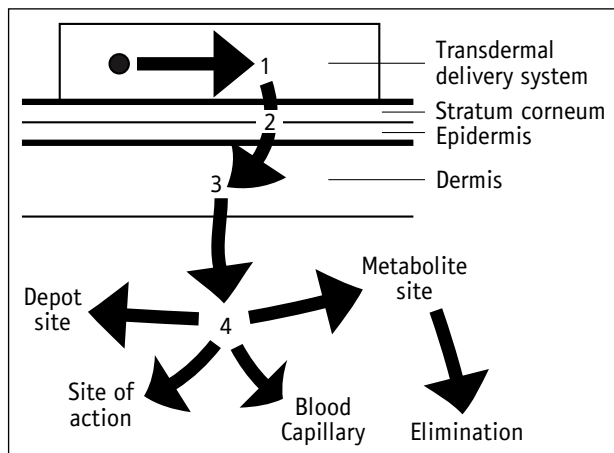 1
Transdermal
delivery system
2
Stratum corneum
Epidermis
3
Dermis
4
Depot
site
Metabolite
site
Site of
action
Blood
Capillary
Elimination